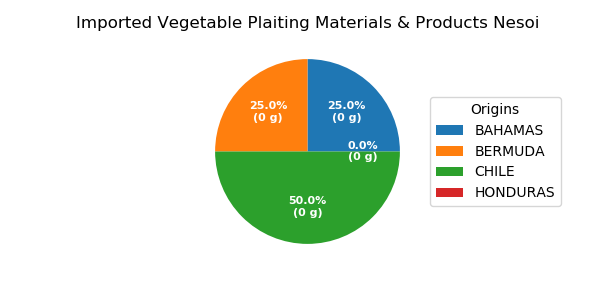 Imported Vegetable Plaiting Materials & Products Nesoi
25.0%
(0 g)
25.0%
(0 g)
0.0%
(0 g)
50.0%
(0 g)
Origins
BAHAMAS
BERMUDA
CHILE
HONDURAS